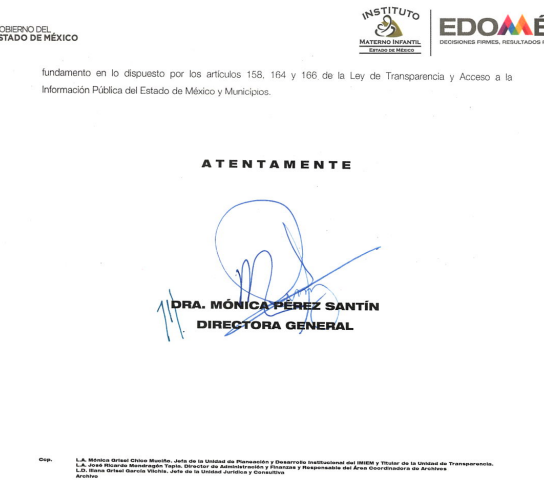 OBIERNO DEL
STADO DE MÉXICO
INSTITUTO
MATERNO INFANTIL
ESTADO DE MÉXICO
EDOMÉ
DECISIONES FIRMES, RESULTADOS F
fundamento en lo dispuesto por los artículos 158, 164 y 166 de la Ley de Transparencia y Acceso a la
Información Pública del Estado de México y Municipios.
ATENTAMENTE
DRA. MÓNICA PÉREZ SANTÍN
DIRECTORA GENERAL
Ccp. L.A. Mónica Grisel Chico Muciño. Jefa de la Unidad de Planeación y Desarrollo Institucional del IMIEM y Titular de la Unidad de Transparencia.
L.A. José Ricardo Mondragón Tapia. Director de Administración y Finanzas y Responsable del Área Coordinadora de Archivos
L.D. Iliana Grisel García Vilchis. Jefe de la Unidad Jurídica y Consultiva
Archivo